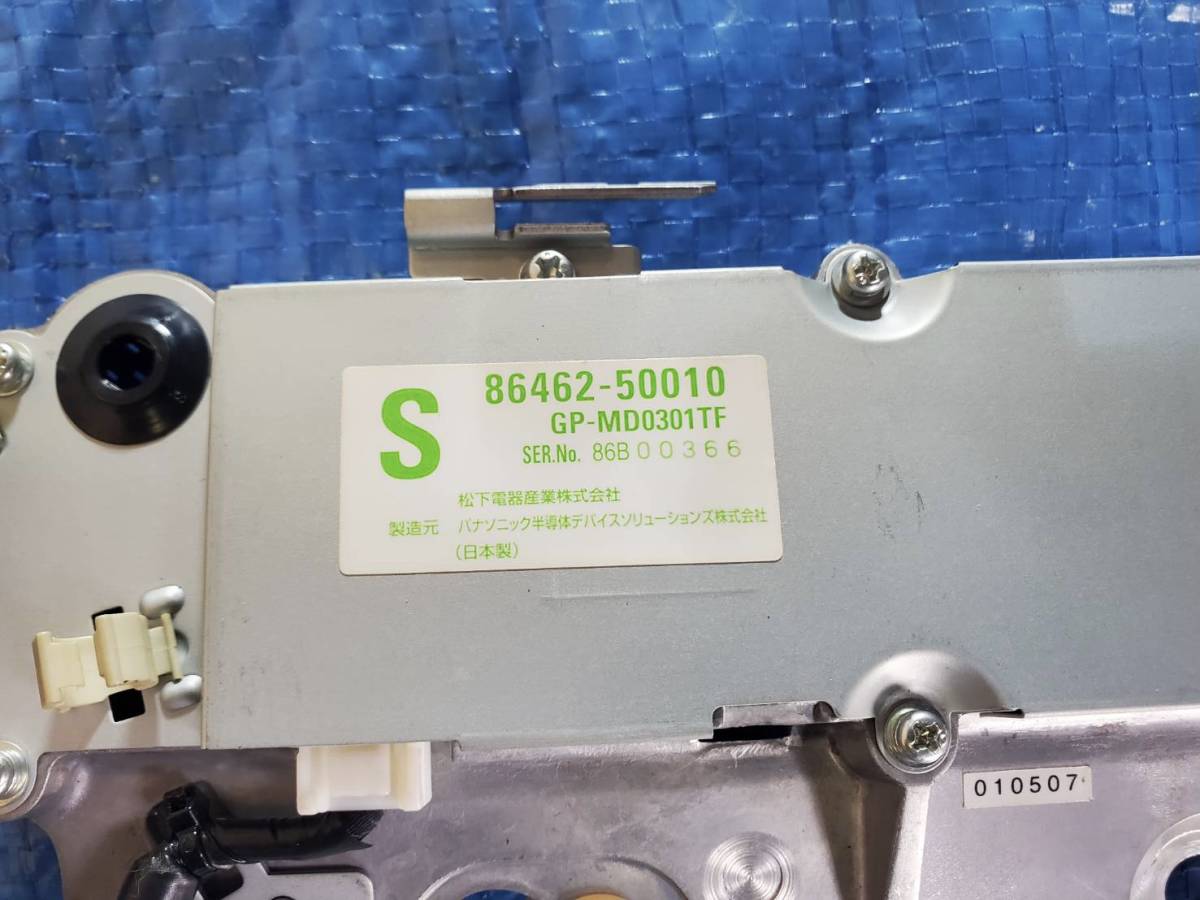 S
86462-50010
GP-MD0301TF
SER.No. 86B00366
松下電器産業株式会社
製造元 パナソニック半導体デバイスソリューションズ株式会社
(日本製)
010507